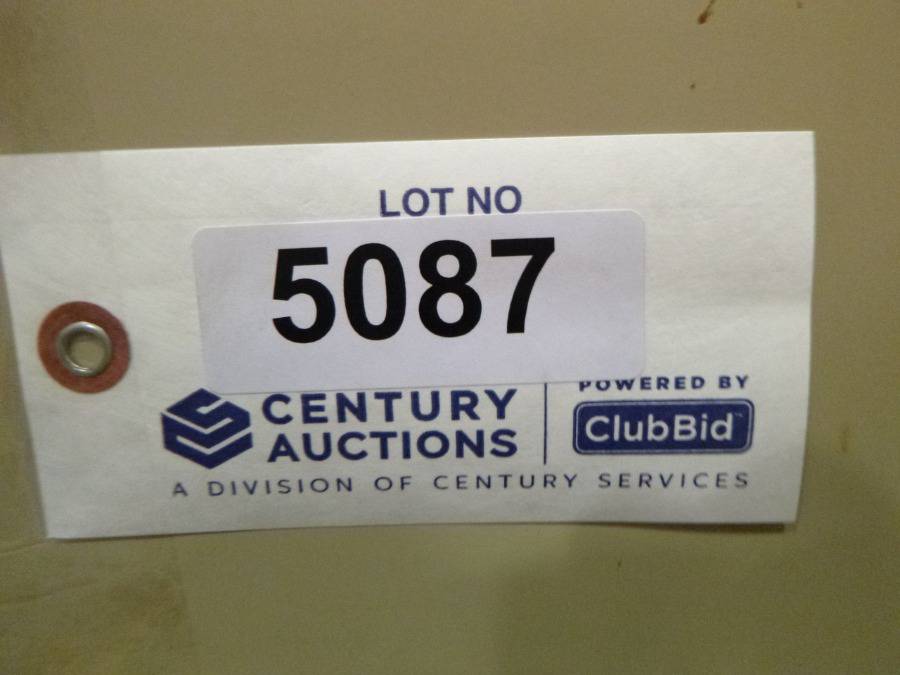 LOT NO
5087
CENTURY
AUCTIONS
POWERED BY
ClubBid™
A DIVISION OF CENTURY SERVICES